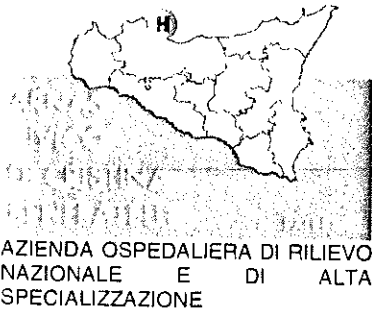 H
AZIENDA OSPEDALIERA DI RILIEVO
NAZIONALE E DI ALTA
SPECIALIZZAZIONE